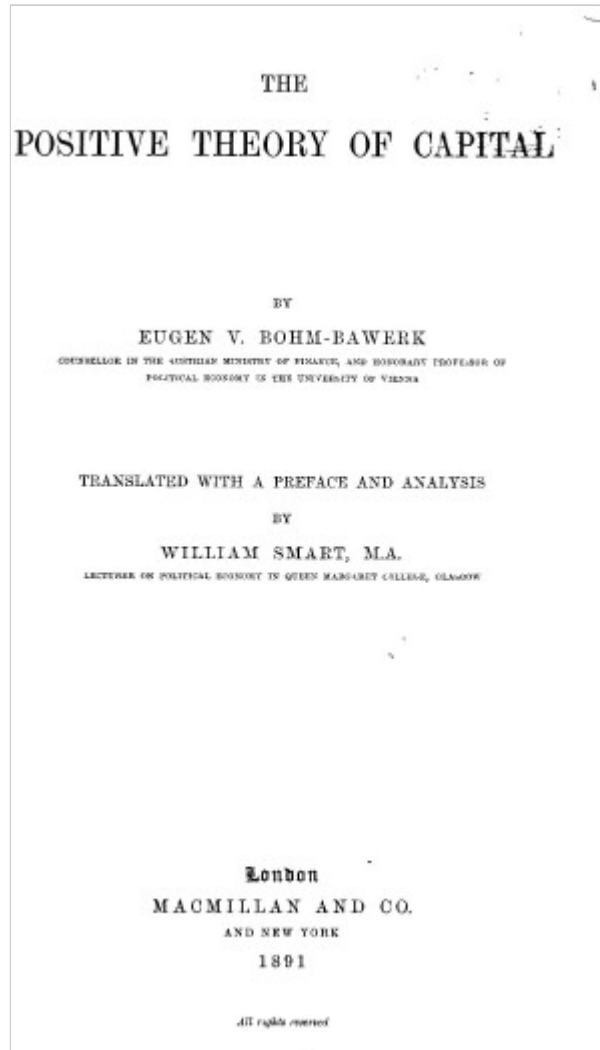 THE
POSITIVE THEORY OF CAPITAL
BY
EUGEN V. BOHM-BAWERK
COUNSELLOR IN THE AUSTRIAN MINISTRY OF FINANCE, AND HONORARY PROFESSOR OF
POLITICAL ECONOMY IN THE UNIVERSITY OF VIENNA
TRANSLATED WITH A PREFACE AND ANALYSIS
BY
WILLIAM SMART, M.A.
LECTURER ON POLITICAL ECONOMY IN QUEEN MARGARET COLLEGE, GLASGOW
London
MACMILLAN AND CO.
AND NEW YORK
1891
All rights reserved